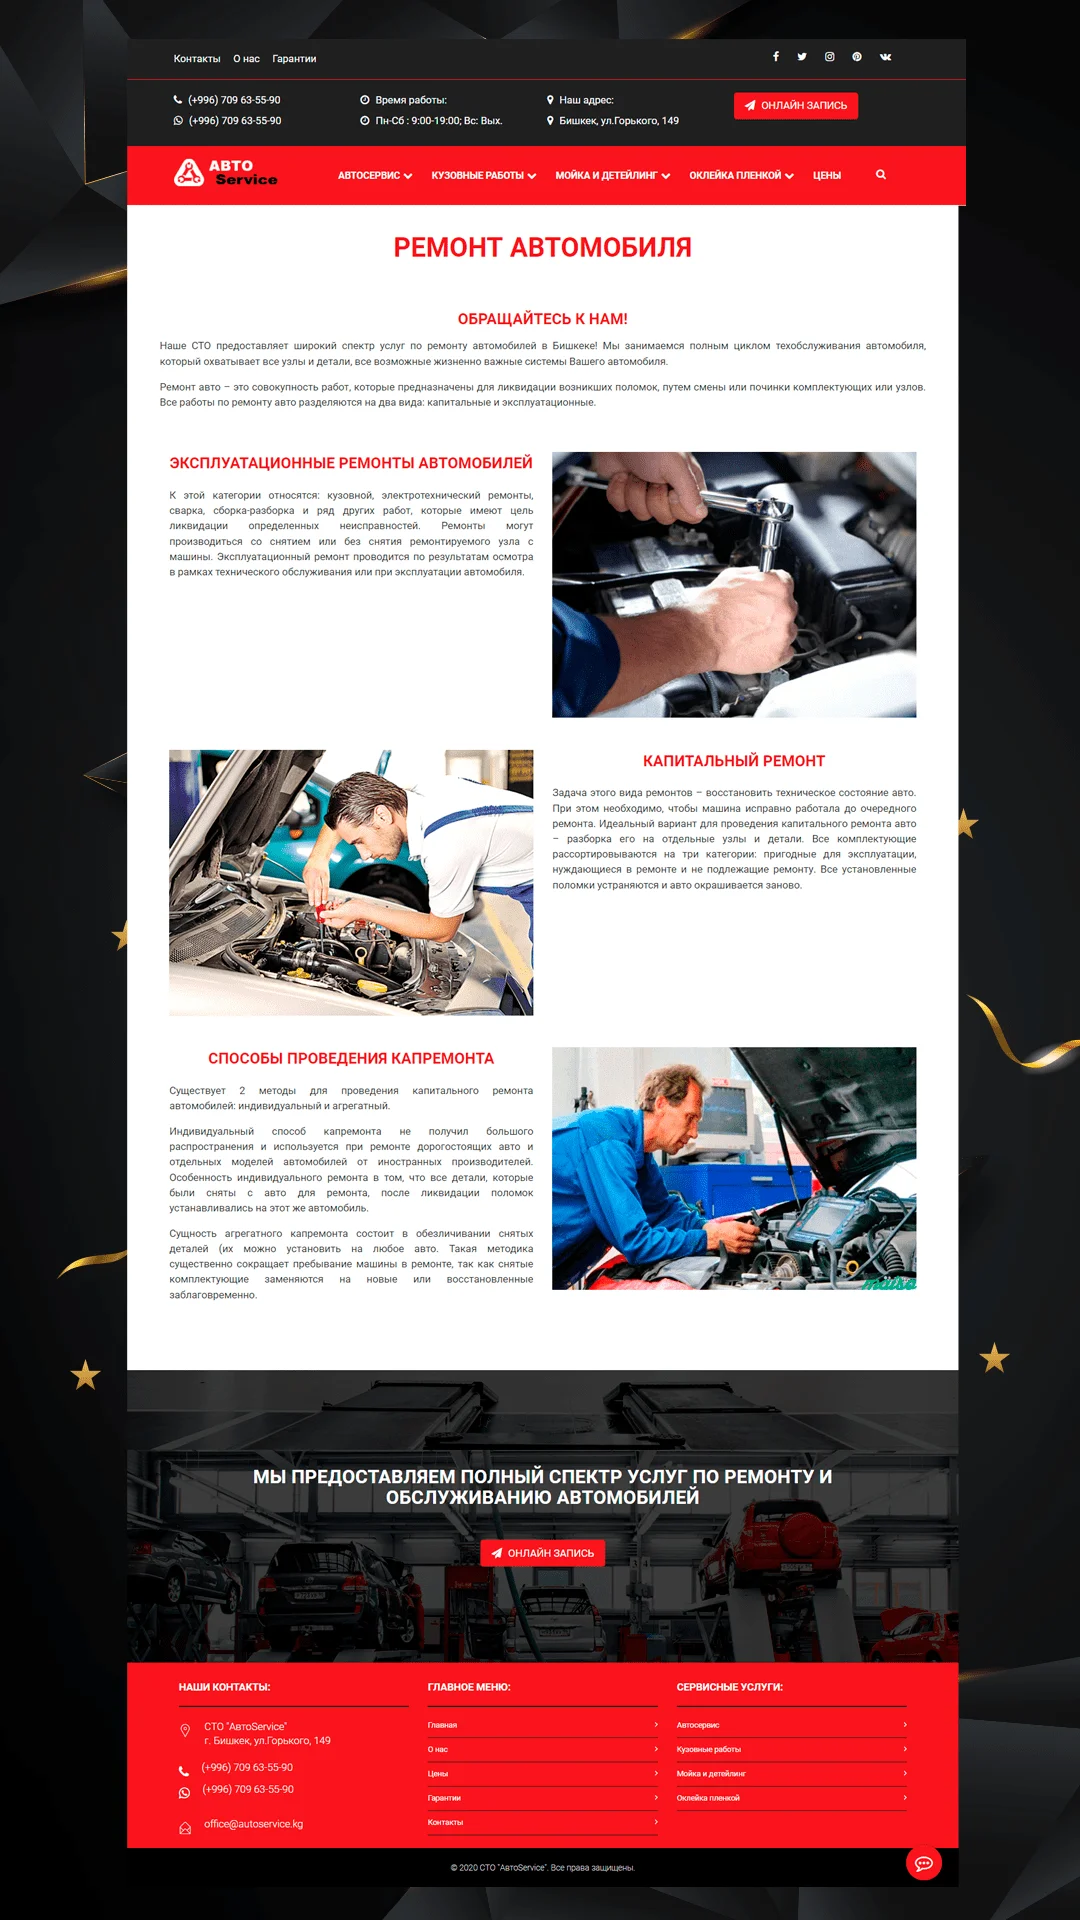 Контакты О нас Гарантии
(+996) 709 63-55-90 Время работы: Наш адрес: ОНЛАЙН ЗАПИСЬ
(+996) 709 63-55-90 Пн-Сб : 9:00-19:00; Вс: Вых. Бишкек, ул.Горького, 149
АВТО
Service
АВТОСЕРВИС КУЗОВНЫЕ РАБОТЫ МОЙКА И ДЕТЕЙЛИНГ ОКЛЕЙКА ПЛЕНКОЙ ЦЕНЫ
РЕМОНТ АВТОМОБИЛЯ
ОБРАЩАЙТЕСЬ К НАМ!
Наше СТО предоставляет широкий спектр услуг по ремонту автомобилей в Бишкеке! Мы занимаемся полным циклом техобслуживания автомобиля,
который охватывает все узлы и детали, все возможные жизненно важные системы Вашего автомобиля.
Ремонт авто – это совокупность работ, которые предназначены для ликвидации возникших поломок, путем смены или починки комплектующих или узлов.
Все работы по ремонту авто разделяются на два вида: капитальные и эксплуатационные.
ЭКСПЛУАТАЦИОННЫЕ РЕМОНТЫ АВТОМОБИЛЕЙ
К этой категории относятся: кузовной, электротехнический ремонты,
сварка, сборка-разборка и ряд других работ, которые имеют цель
ликвидации определенных неисправностей. Ремонты могут
производиться со снятием или без снятия ремонтируемого узла с
машины. Эксплуатационный ремонт проводится по результатам осмотра
в рамках технического обслуживания или при эксплуатации автомобиля.
КАПИТАЛЬНЫЙ РЕМОНТ
Задача этого вида ремонтов – восстановить техническое состояние авто.
При этом необходимо, чтобы машина исправно работала до очередного
ремонта. Идеальный вариант для проведения капитального ремонта авто
– разборка его на отдельные узлы и детали. Все комплектующие
рассортировываются на три категории: пригодные для эксплуатации,
нуждающиеся в ремонте и не подлежащие ремонту. Все установленные
поломки устраняются и авто окрашивается заново.
СПОСОБЫ ПРОВЕДЕНИЯ КАПРЕМОНТА
Существует 2 методы для проведения капитального ремонта
автомобилей: индивидуальный и агрегатный.
Индивидуальный способ капремонта не получил большого
распространения и используется при ремонте дорогостоящих авто и
отдельных моделей автомобилей от иностранных производителей.
Особенность индивидуального ремонта в том, что все детали, которые
были сняты с авто для ремонта, после ликвидации поломок
устанавливались на этот же автомобиль.
Сущность агрегатного капремонта состоит в обезличивании снятых
деталей (их можно установить на любое авто. Такая методика
существенно сокращает пребывание машины в ремонте, так как снятые
комплектующие заменяются на новые или восстановленные
заблаговременно.
МЫ ПРЕДОСТАВЛЯЕМ ПОЛНЫЙ СПЕКТР УСЛУГ ПО РЕМОНТУ И
ОБСЛУЖИВАНИЮ АВТОМОБИЛЕЙ
ОНЛАЙН ЗАПИСЬ
НАШИ КОНТАКТЫ:
СТО "АвтоService"
г. Бишкек, ул.Горького, 149
(+996) 709 63-55-90
(+996) 709 63-55-90
office@autoservice.kg
ГЛАВНОЕ МЕНЮ:
Главная
О нас
Цены
Гарантии
Контакты
СЕРВИСНЫЕ УСЛУГИ:
Автосервис
Кузовные работы
Мойка и детейлинг
Оклейка пленкой
© 2020 СТО "АвтоService". Все права защищены.